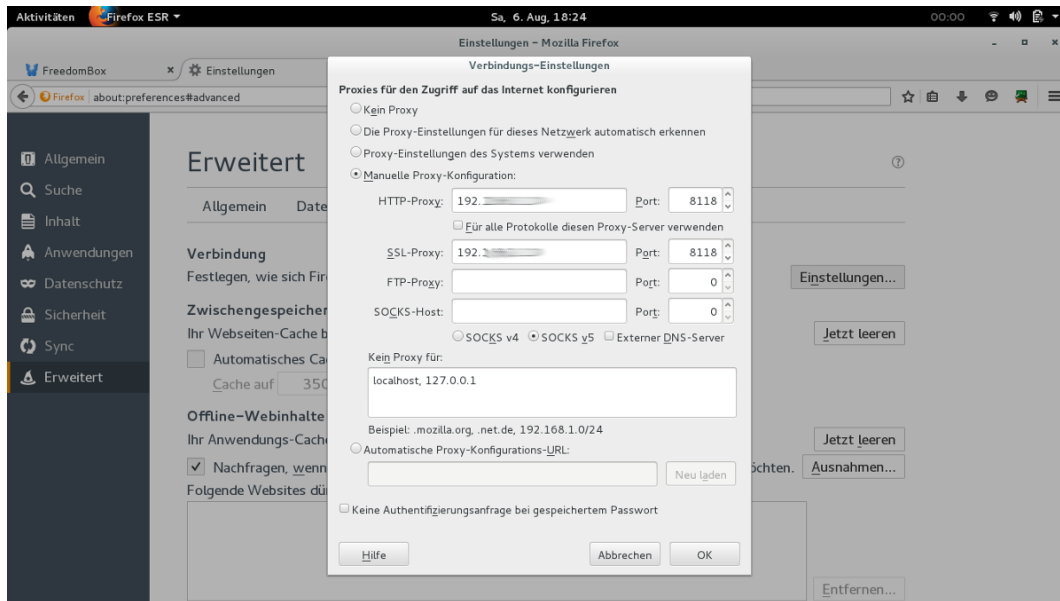 Aktivitäten Firefox ESR Sa, 6. Aug, 18:24 00:00
Einstellungen – Mozilla Firefox
FreedomBox × Einstellungen
Firefox about:preferences#advanced
Allgemein
Suche
Inhalt
Anwendungen
Datenschutz
Sicherheit
Sync
Erweitert
Erweitert
Allgemein Date
Verbindung
Festlegen, wie sich Fir
Einstellungen...
Zwischengespeicher
Ihr Webseiten-Cache b
Jetzt leeren
Automatisches Ca
Cache auf 350
Offline-Webinhalte
Ihr Anwendungs-Cach
Jetzt leeren
Nachfragen, wenn
öchten. Ausnahmen...
Folgende Websites dü
Entfernen...
Verbindungs-Einstellungen
Proxies für den Zugriff auf das Internet konfigurieren
Kein Proxy
Die Proxy-Einstellungen für dieses Netzwerk automatisch erkennen
Proxy-Einstellungen des Systems verwenden
Manuelle Proxy-Konfiguration:
HTTP-Proxy: 192. Port: 8118
Für alle Protokolle diesen Proxy-Server verwenden
SSL-Proxy: 192. Port: 8118
FTP-Proxy: Port: 0
SOCKS-Host: Port: 0
SOCKS v4 SOCKS v5 Externer DNS-Server
Kein Proxy für:
localhost, 127.0.0.1
Beispiel: .mozilla.org, .net.de, 192.168.1.0/24
Automatische Proxy-Konfigurations-URL:
Neu laden
Keine Authentifizierungsanfrage bei gespeichertem Passwort
Hilfe Abbrechen OK